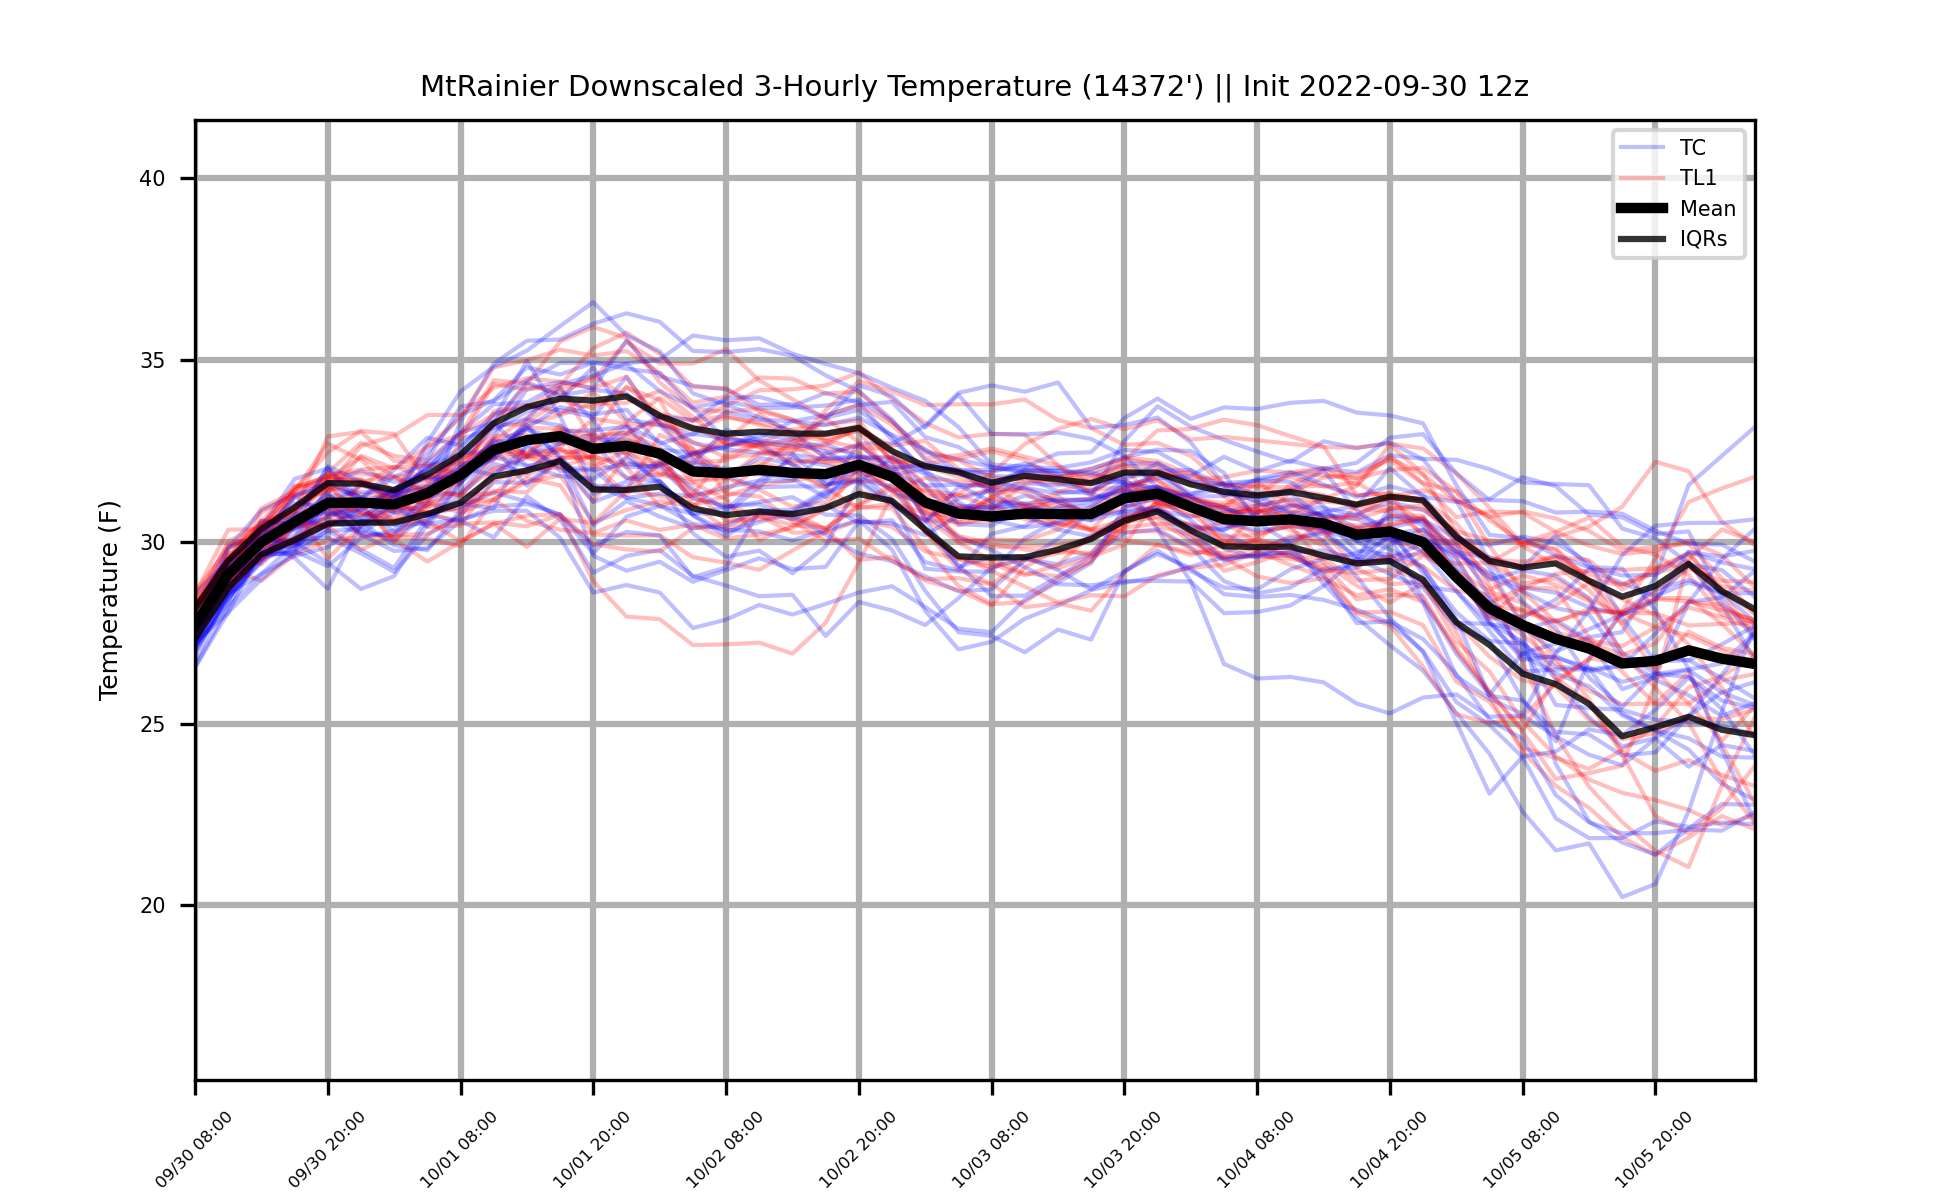 MtRainier Downscaled 3-Hourly Temperature (14372') || Init 2022-09-30 12z
TC
TL1
Mean
IQRs
Temperature (F)
40
35
30
25
20
09/30 08:00
09/30 20:00
10/01 08:00
10/01 20:00
10/02 08:00
10/02 20:00
10/03 08:00
10/03 20:00
10/04 08:00
10/04 20:00
10/05 08:00
10/05 20:00